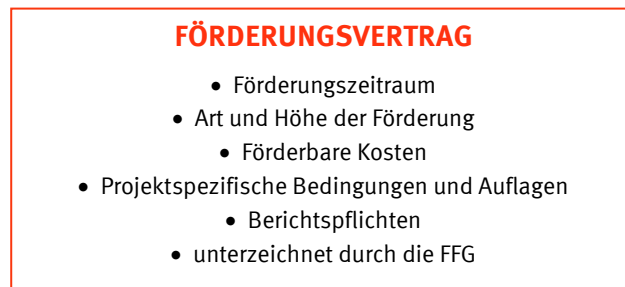 FÖRDERUNGSVERTRAG
• Förderungszeitraum
• Art und Höhe der Förderung
• Förderbare Kosten
• Projektspezifische Bedingungen und Auflagen
• Berichtspflichten
• unterzeichnet durch die FFG